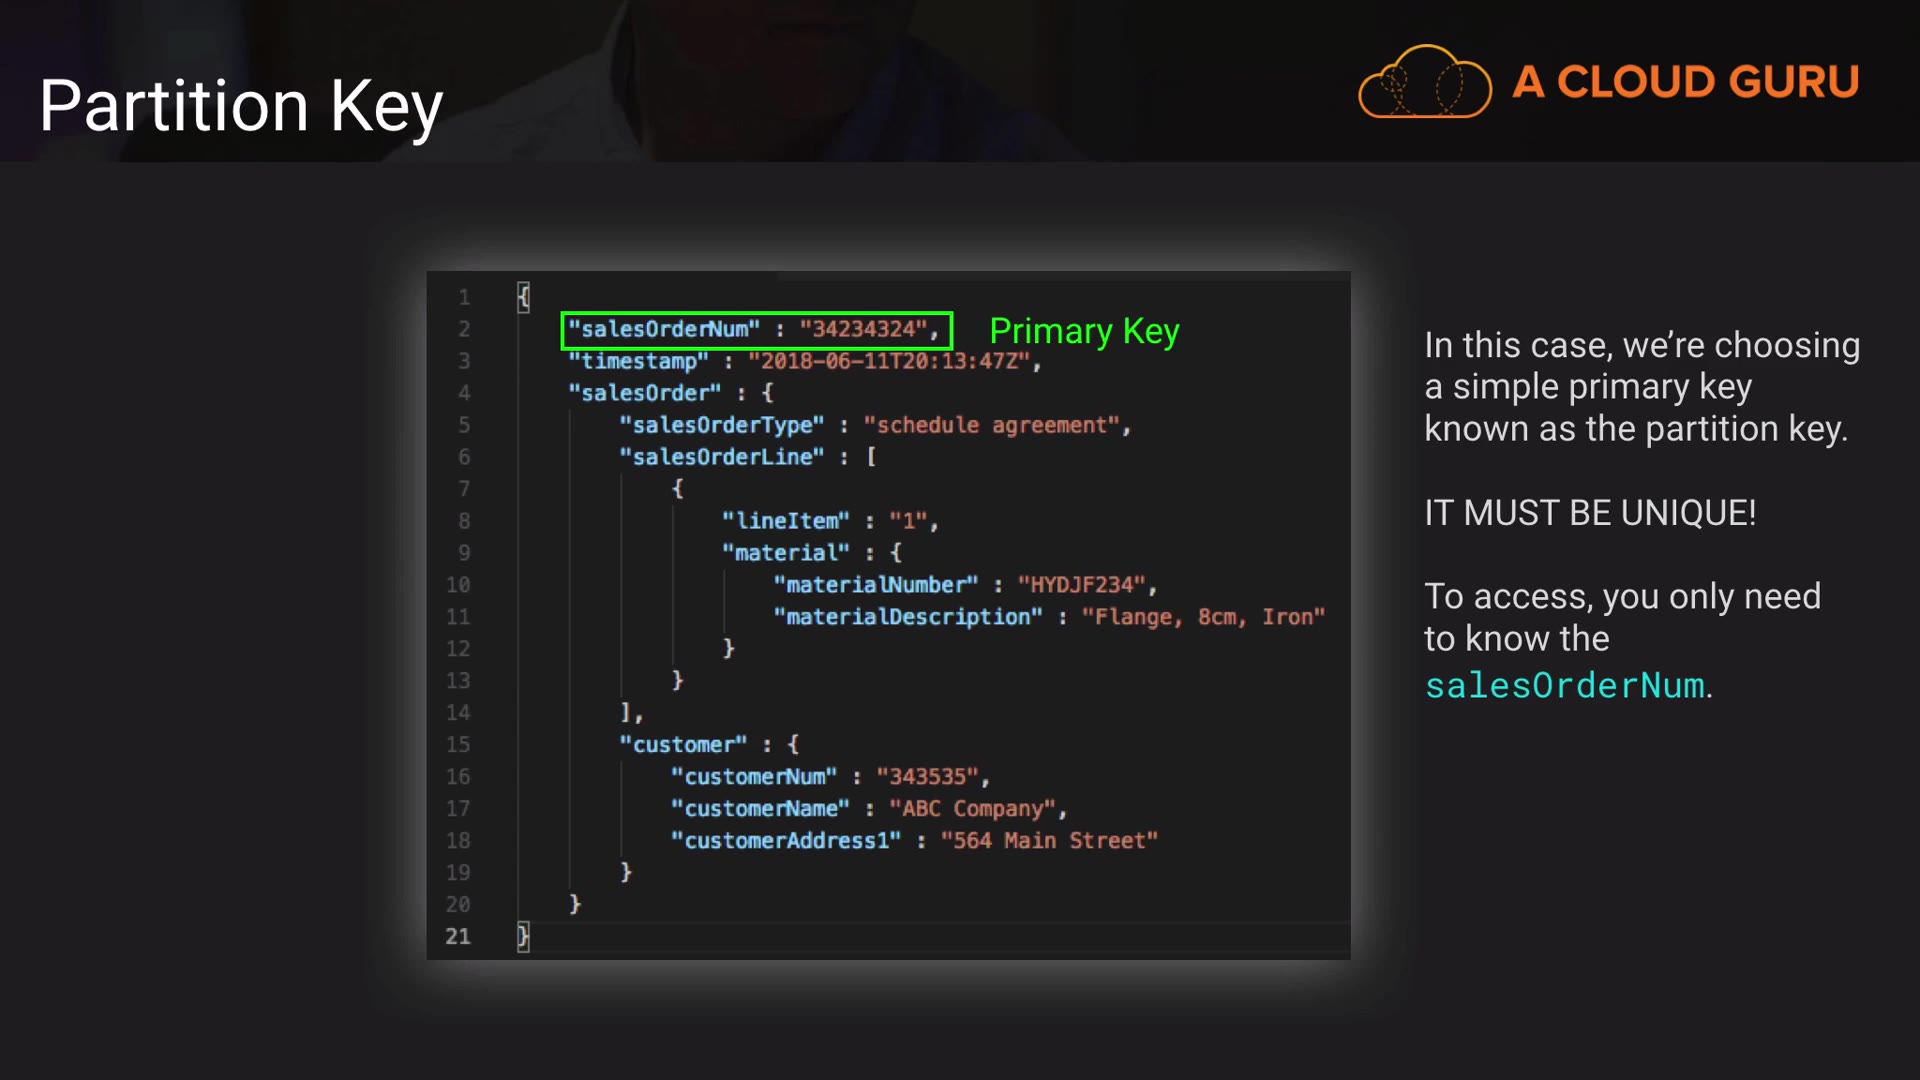 Partition Key
A CLOUD GURU
1 {
2 "salesOrderNum" : "34234324", Primary Key
3 "timestamp" : "2018-06-11T20:13:47Z",
4 "salesOrder" : {
5 "salesOrderType" : "schedule agreement",
6 "salesOrderLine" : [
7 {
8 "lineItem" : "1",
9 "material" : {
10 "materialNumber" : "HYDJF234",
11 "materialDescription" : "Flange, 8cm, Iron"
12 }
13 }
14 ],
15 "customer" : {
16 "customerNum" : "343535",
17 "customerName" : "ABC Company",
18 "customerAddress1" : "564 Main Street"
19 }
20 }
21 }
In this case, we’re choosing
a simple primary key
known as the partition key.
IT MUST BE UNIQUE!
To access, you only need
to know the
salesOrderNum.